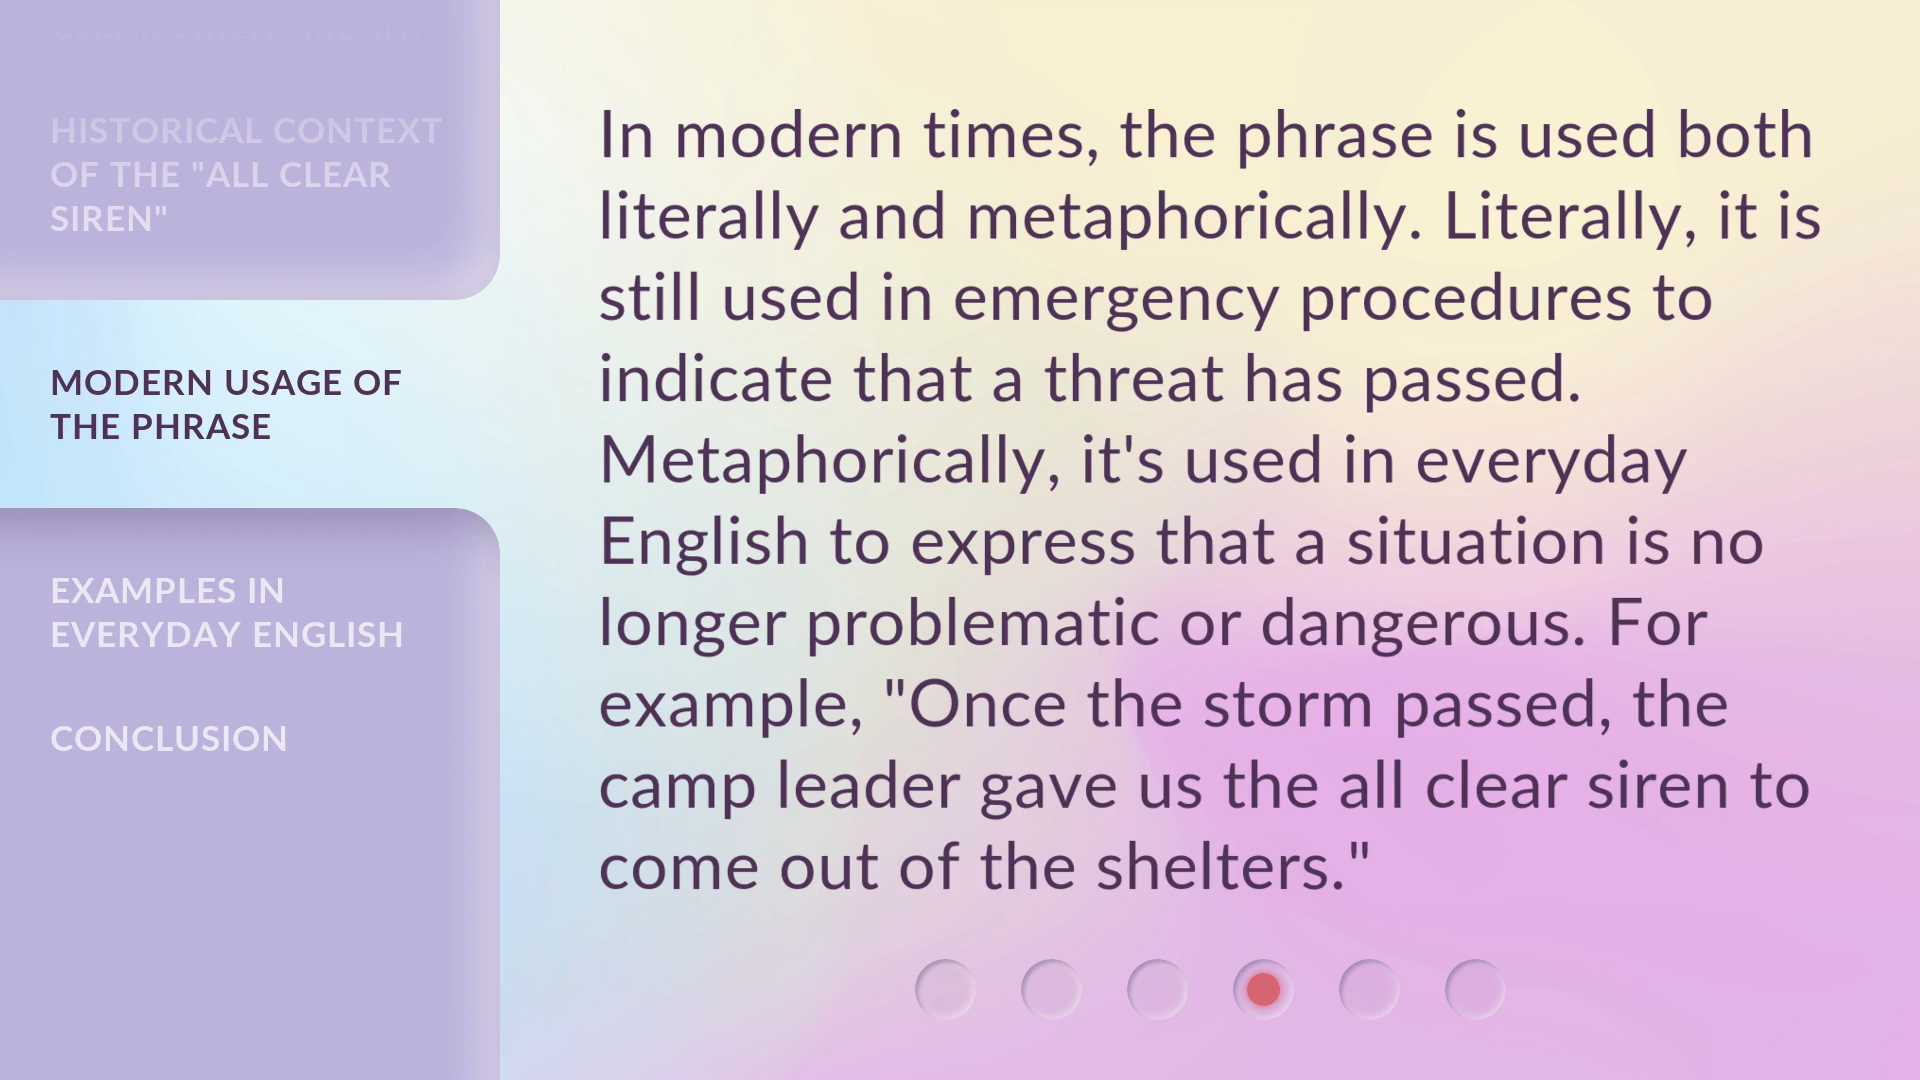 CLEAR SIREN" MEAN?
HISTORICAL CONTEXT
OF THE "ALL CLEAR
SIREN"
MODERN USAGE OF
THE PHRASE
EXAMPLES IN
EVERYDAY ENGLISH
CONCLUSION
In modern times, the phrase is used both
literally and metaphorically. Literally, it is
still used in emergency procedures to
indicate that a threat has passed.
Metaphorically, it's used in everyday
English to express that a situation is no
longer problematic or dangerous. For
example, "Once the storm passed, the
camp leader gave us the all clear siren to
come out of the shelters."